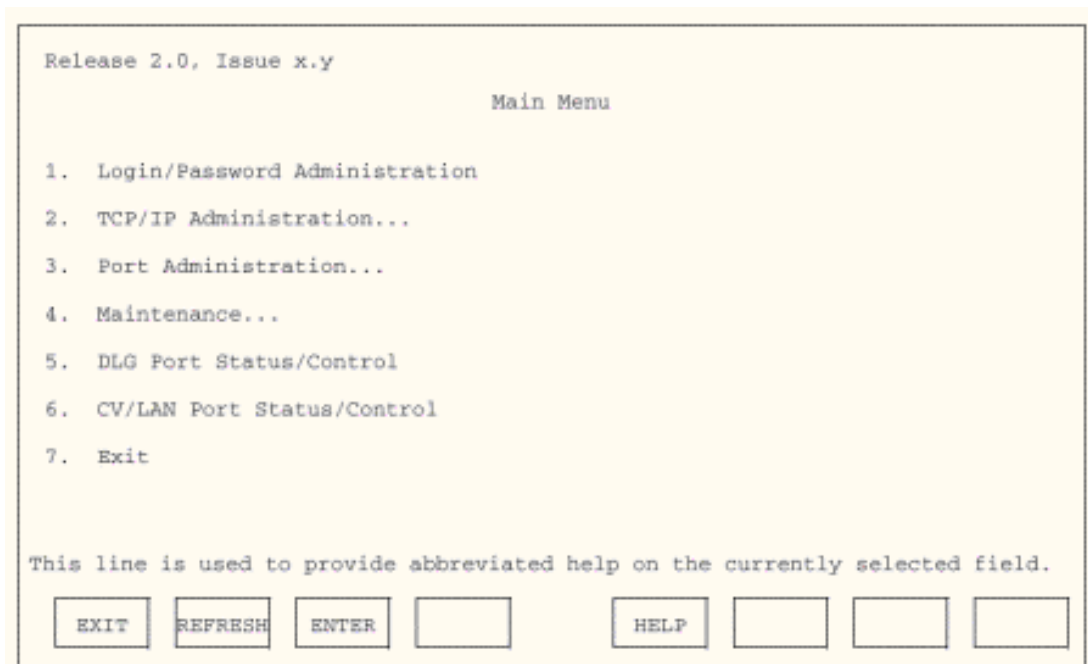 Release 2.0, Issue x.y
Main Menu
1. Login/Password Administration
2. TCP/IP Administration...
3. Port Administration...
4. Maintenance...
5. DLG Port Status/Control
6. CV/LAN Port Status/Control
7. Exit
This line is used to provide abbreviated help on the currently selected field.
EXIT REFRESH ENTER HELP